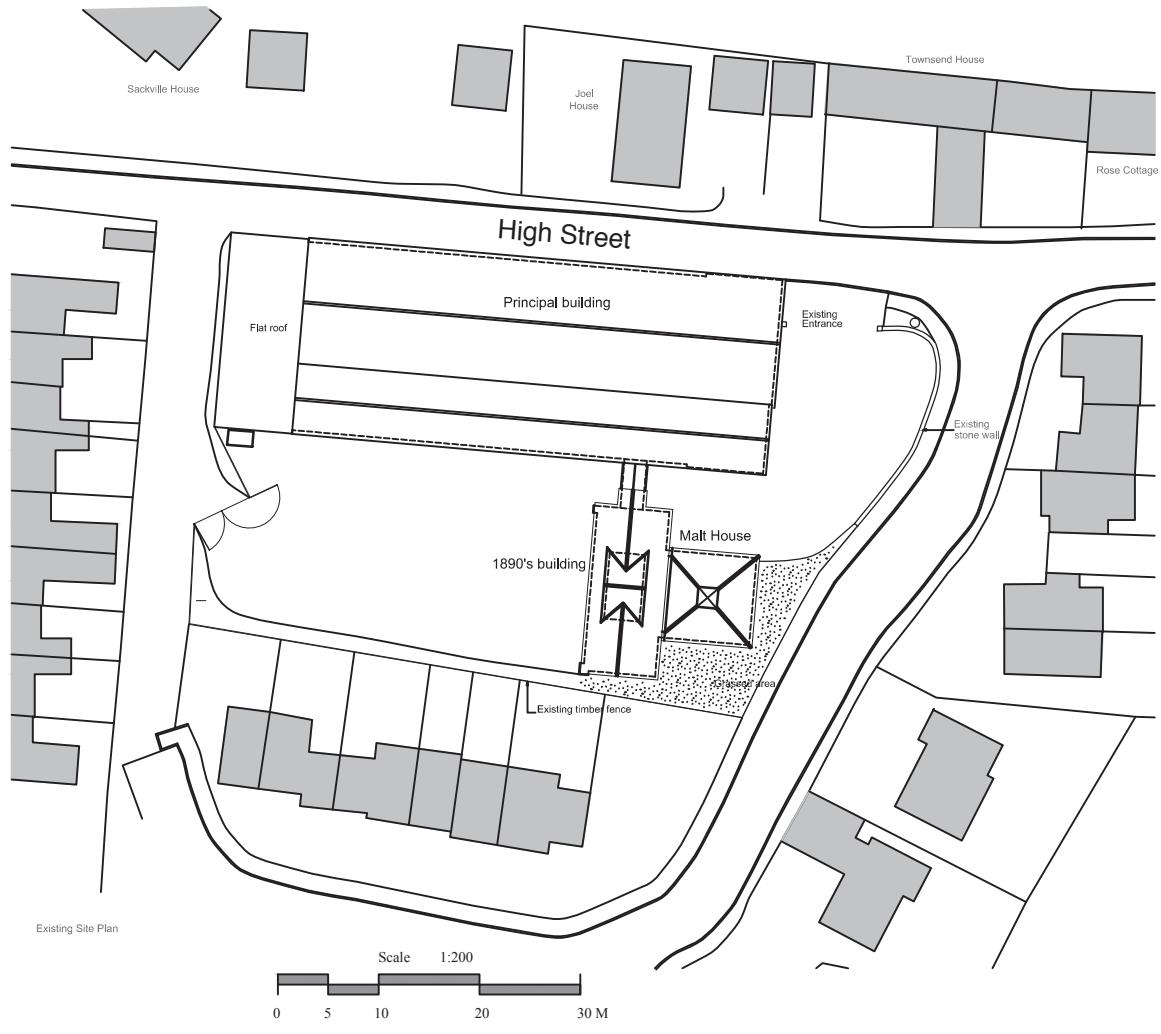 Townsend House
Sackville House
Joel
House
Rose Cottage
High Street
Principal building
Existing
Entrance
Flat roof
Existing
stone wall
Malt House
1890's building
Grassed area
Existing timber fence
Existing Site Plan
Scale 1:200
0 5 10 20 30 M